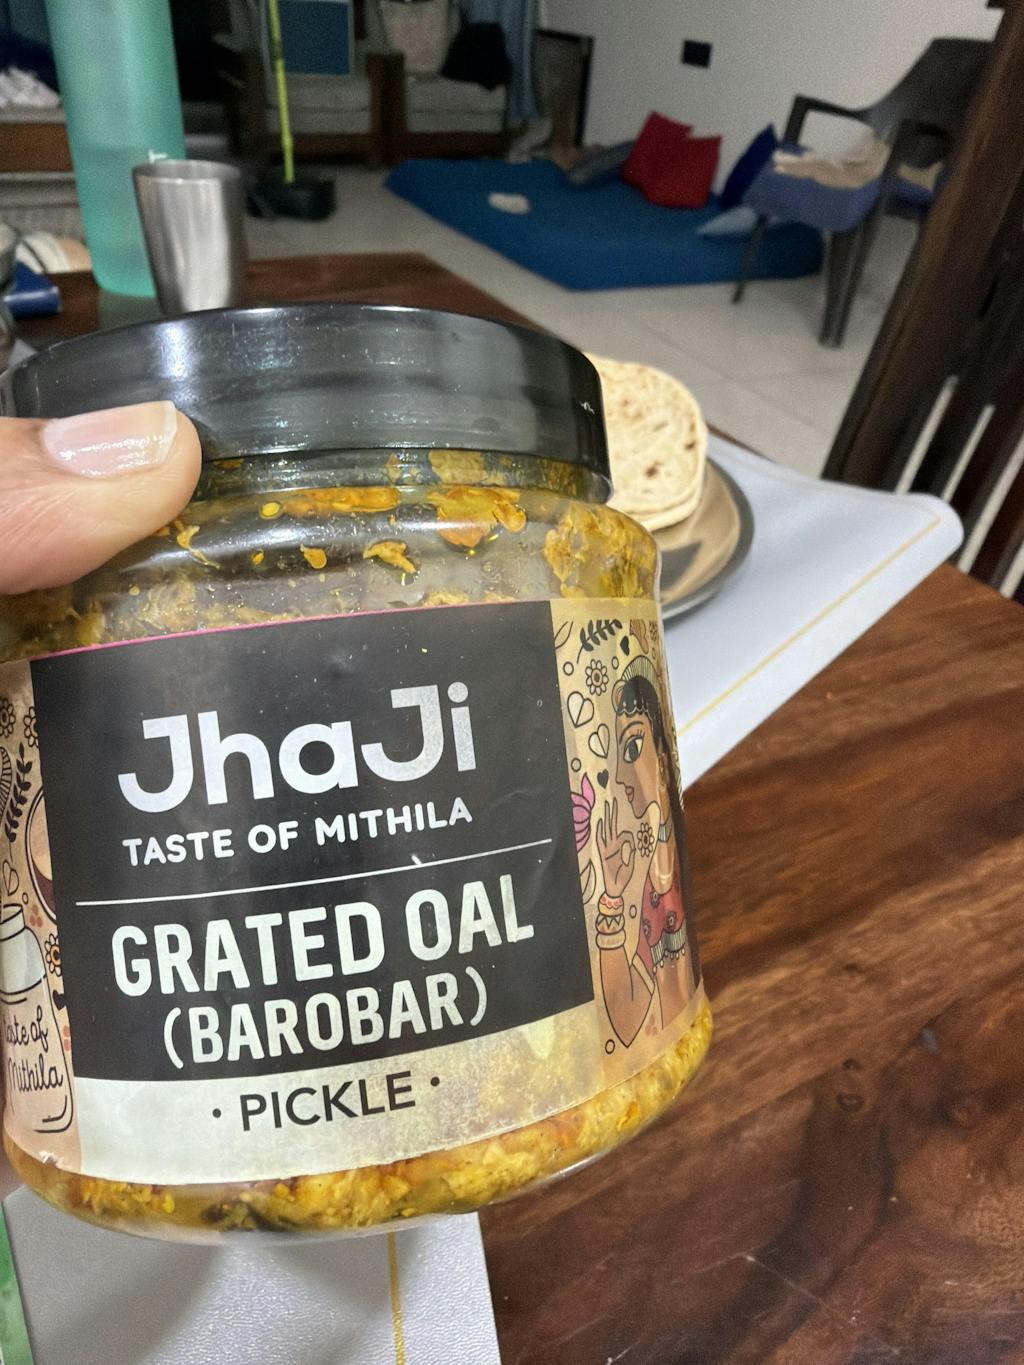 JhaJi
TASTE OF MITHILA
GRATED OAL
(BAROBAR)
· PICKLE ·
Taste of
Mithila